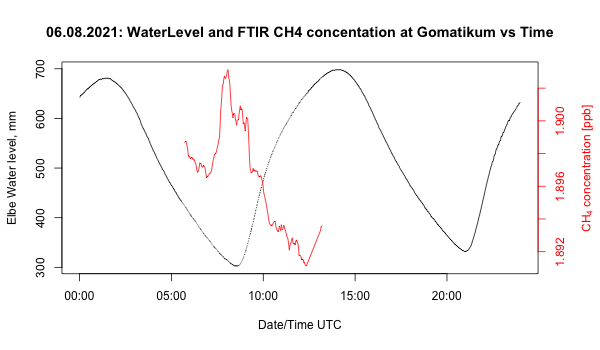 06.08.2021: WaterLevel and FTIR CH4 concentation at Gomatikum vs Time
Elbe Water level, mm
700
600
500
400
300
00:00 05:00 10:00 15:00 20:00
Date/Time UTC
1.900
1.896
1.892
CH4 concentration [ppb]